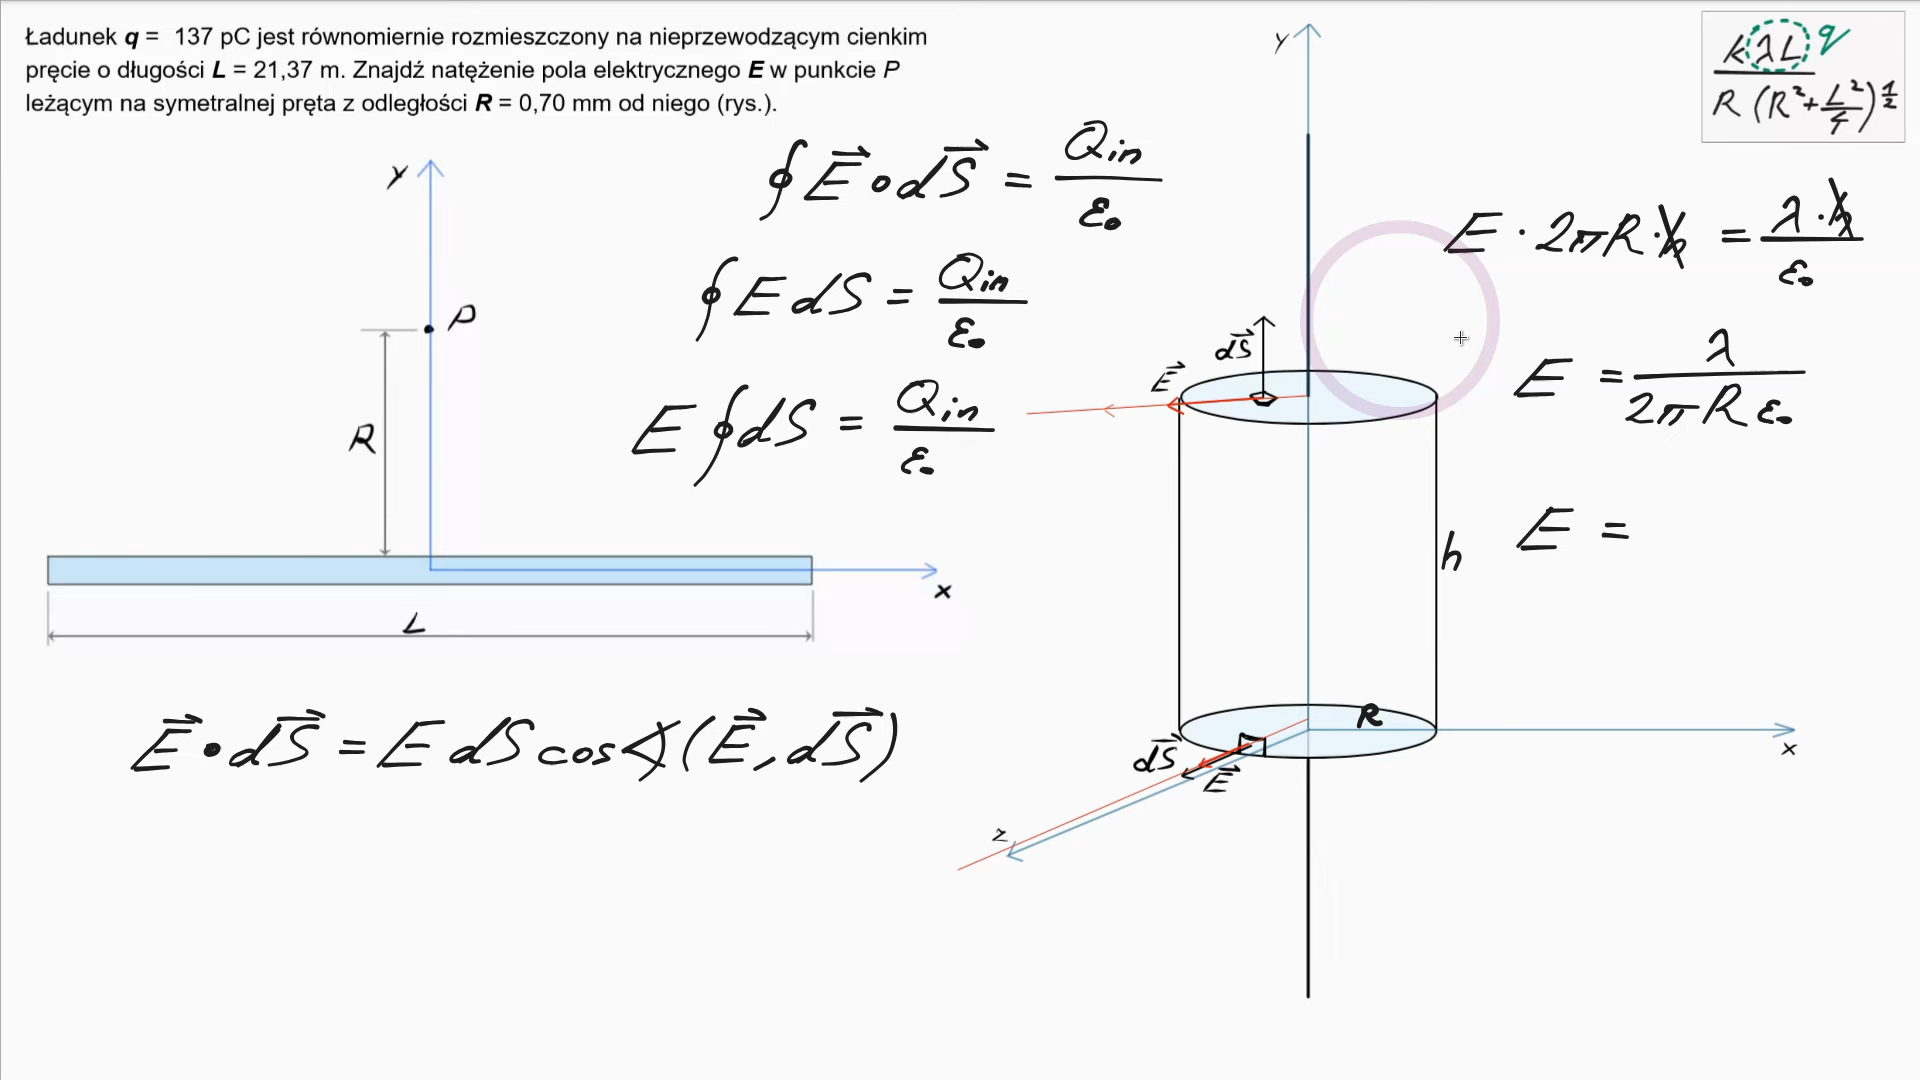 Ładunek q = 137 pC jest równomiernie rozmieszczony na nieprzewodzącym cienkim
pręcie o długości L = 21,37 m. Znajdź natężenie pola elektrycznego E w punkcie P
leżącym na symetralnej pręta z odległości R = 0,70 mm od niego (rys.).
y
P
R
x
L
∮ E⃗ ∘ dS⃗ = Qin / ε₀
∮ E dS = Qin / ε₀
E ∮ dS = Qin / ε₀
E⃗ ∘ dS⃗ = E dS cos ∢ (E⃗, dS⃗)
y
dS⃗
E⃗
h
R
x
dS⃗
E⃗
z
kλL q
R (R² + L²/4)^½
E · 2πR · h = λ · h / ε₀
E = λ / 2πRε₀
E =